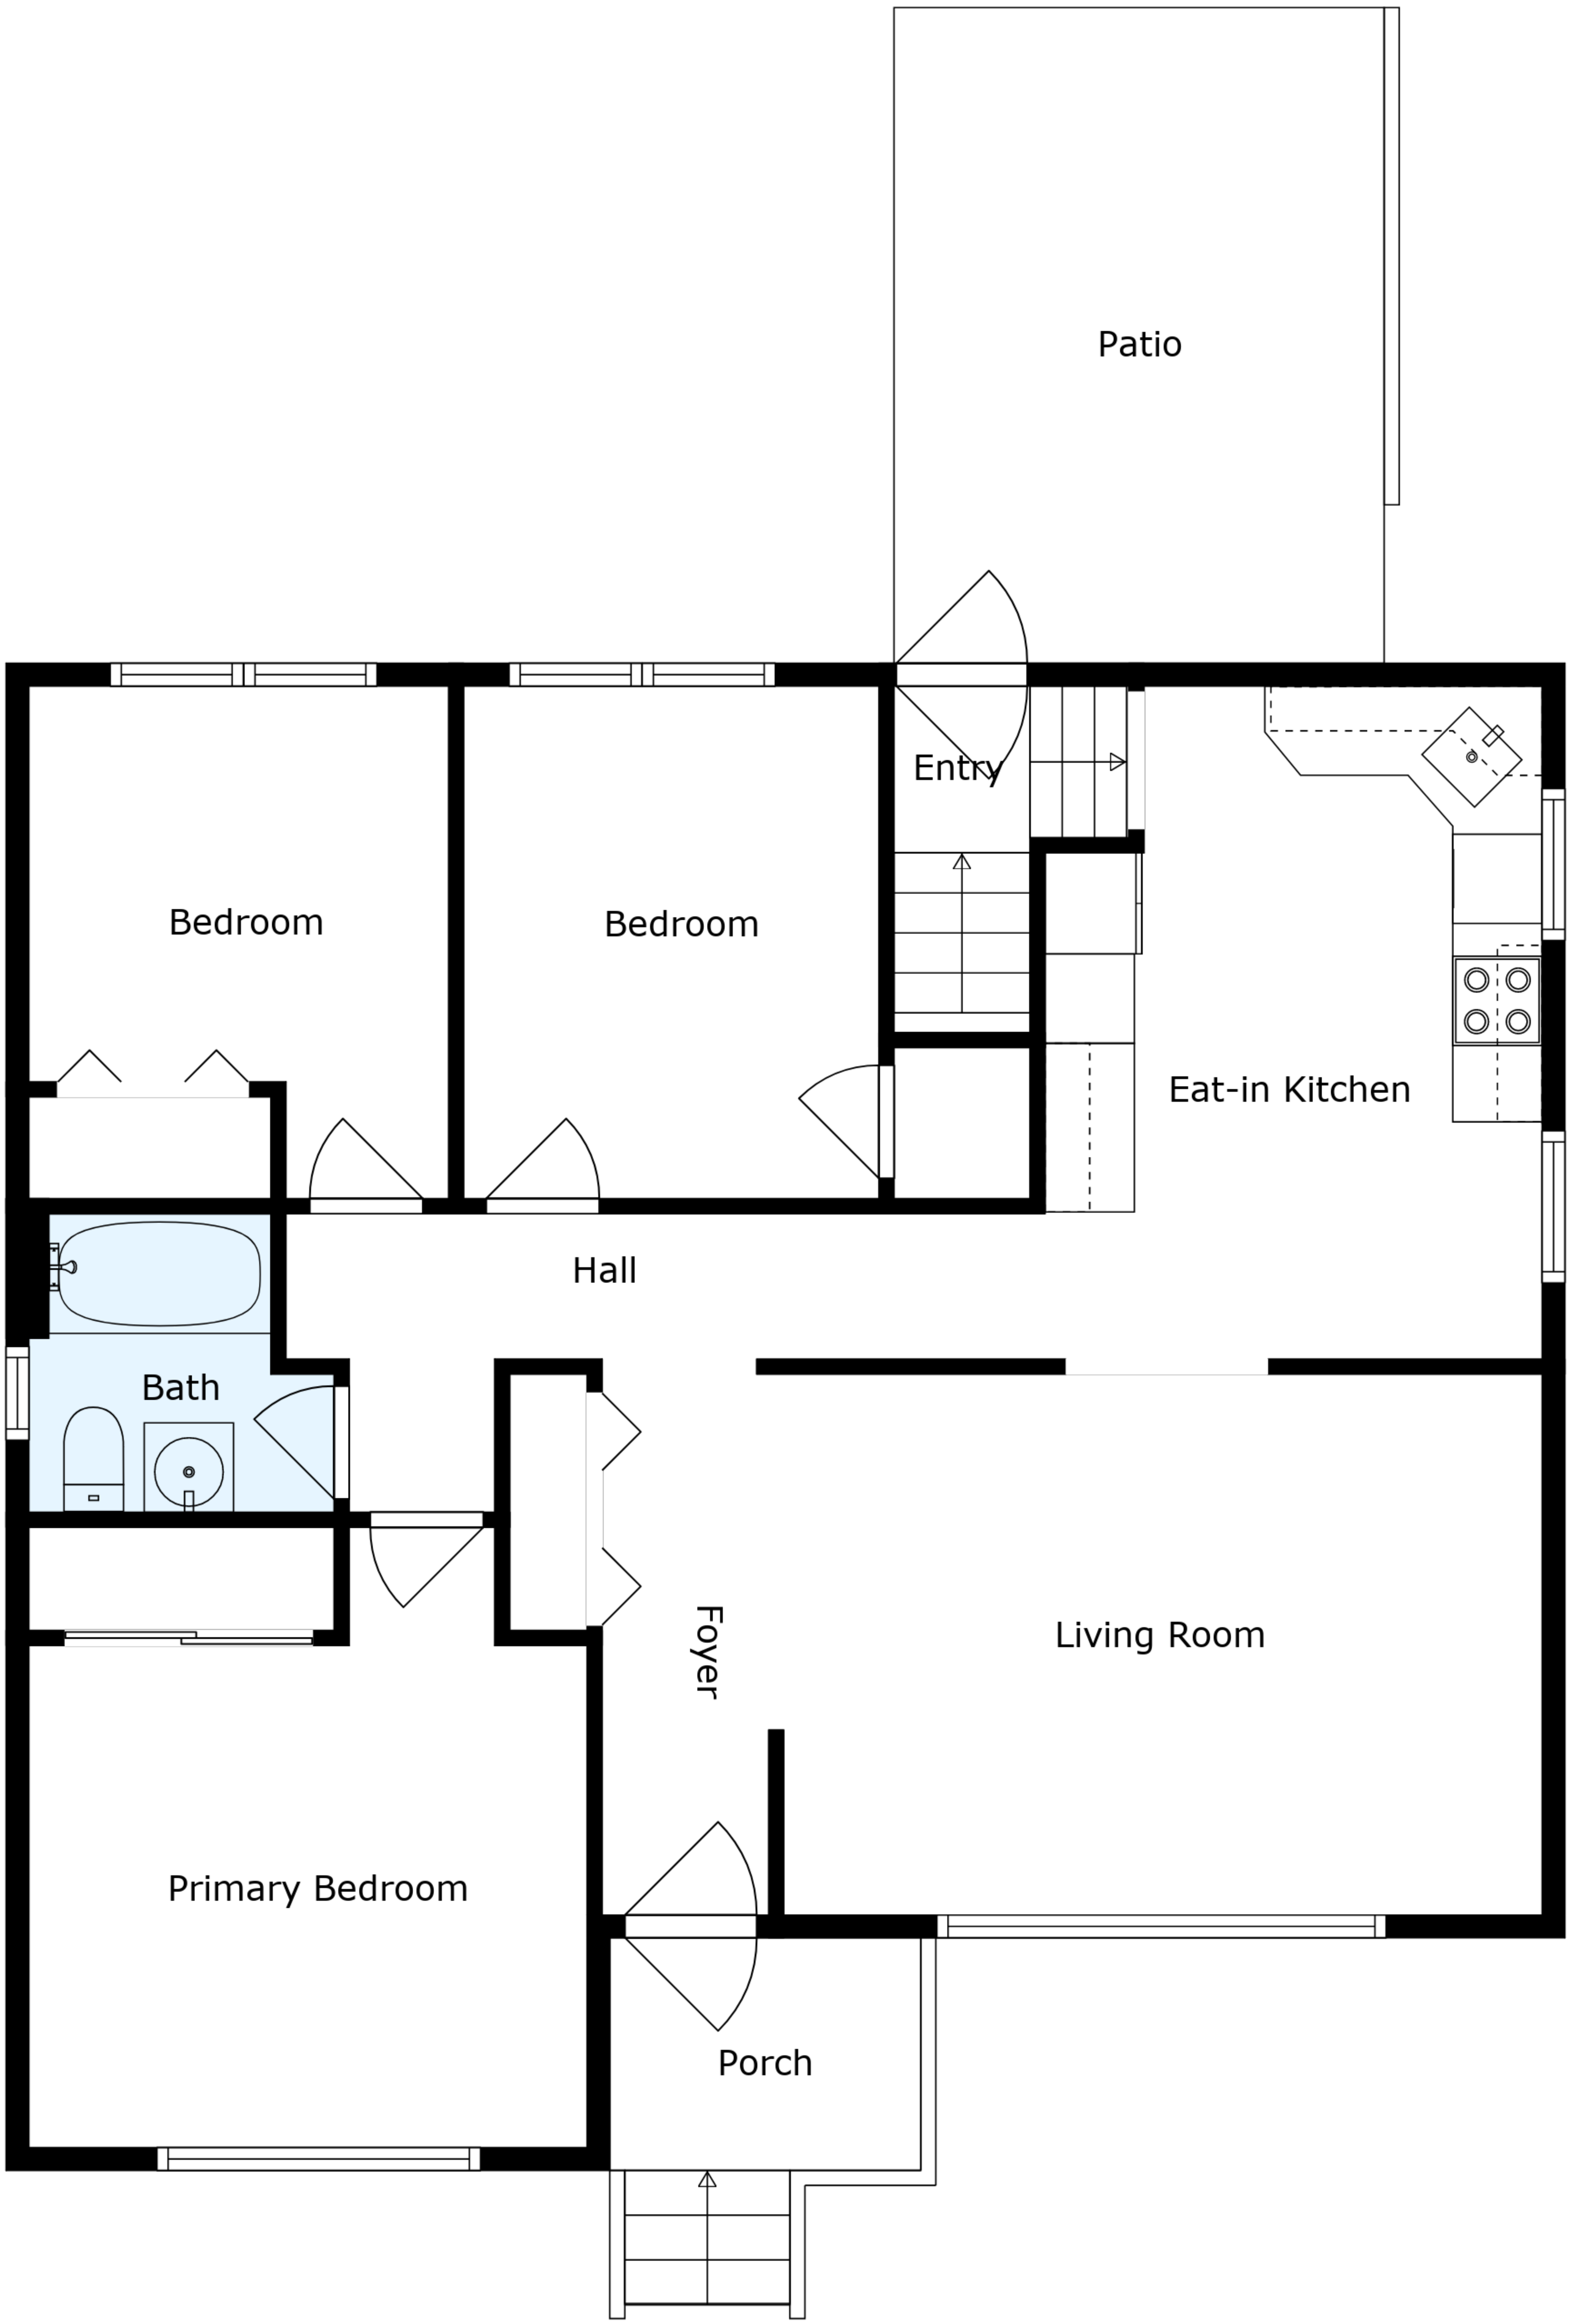 Patio
Entry
Bedroom
Bedroom
Eat-in Kitchen
Hall
Bath
Foyer
Living Room
Primary Bedroom
Porch